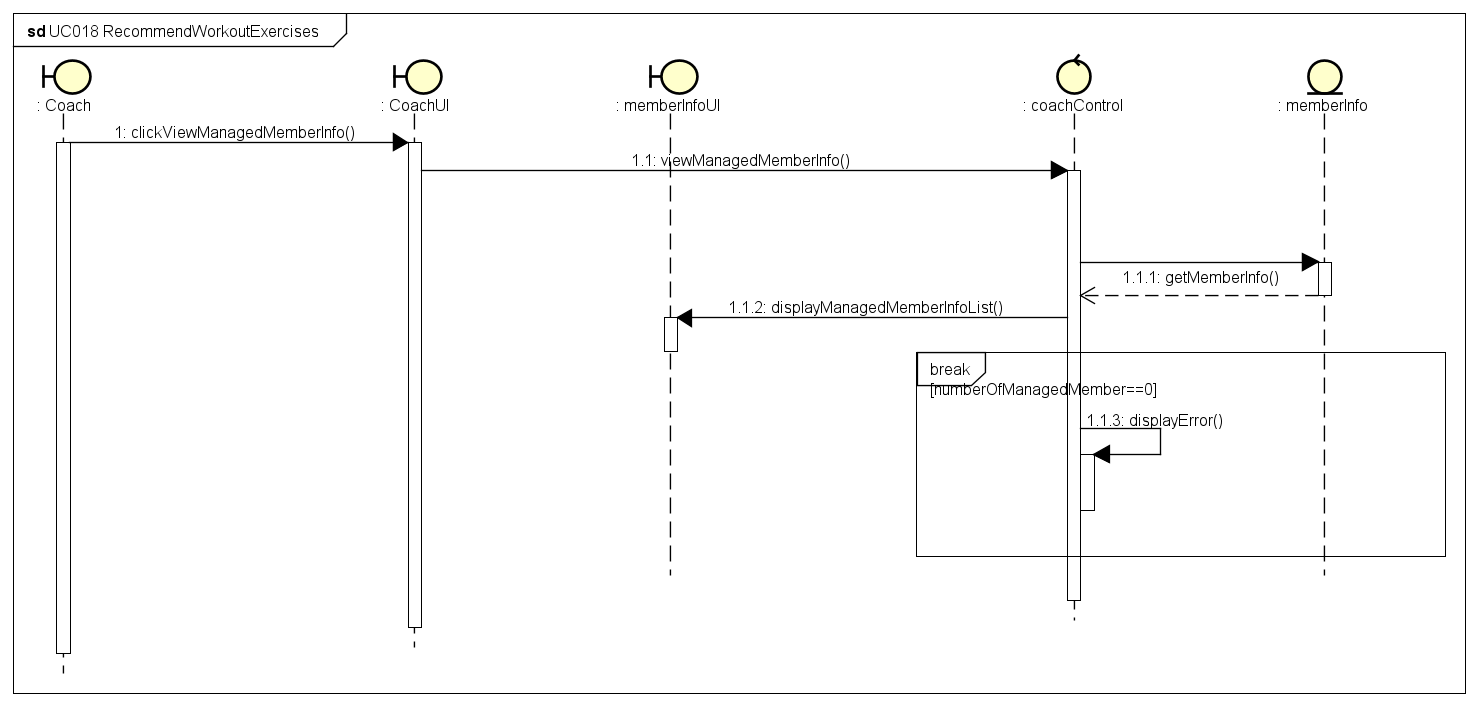 sd UC018 RecommendWorkoutExercises
: Coach
: CoachUI
: memberInfoUI
: coachControl
: memberInfo
1: clickViewManagedMemberInfo()
1.1: viewManagedMemberInfo()
1.1.1: getMemberInfo()
1.1.2: displayManagedMemberInfoList()
break
[numberOfManagedMember==0]
1.1.3: displayError()